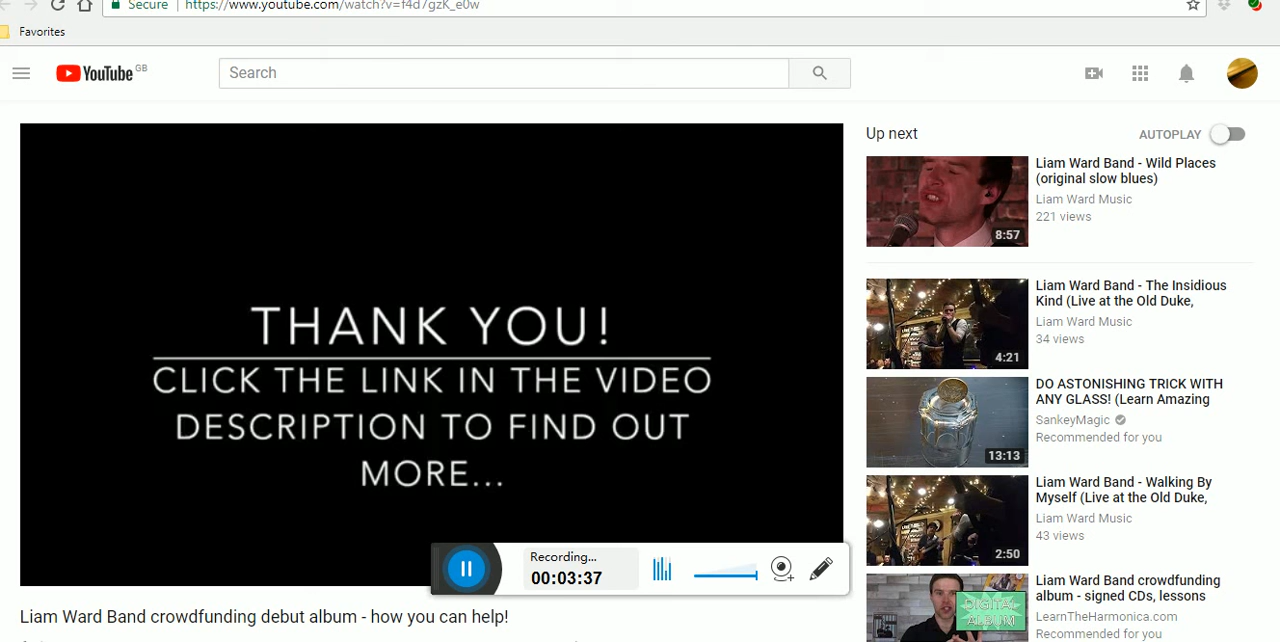 Secure https://www.youtube.com/watch?v=f4d7gzK_e0w
Favorites
YouTube GB
Search
THANK YOU!
CLICK THE LINK IN THE VIDEO
DESCRIPTION TO FIND OUT
MORE...
Recording...
00:03:37
Liam Ward Band crowdfunding debut album - how you can help!
Up next
AUTOPLAY
8:57
Liam Ward Band - Wild Places
(original slow blues)
Liam Ward Music
221 views
4:21
Liam Ward Band - The Insidious
Kind (Live at the Old Duke,
Liam Ward Music
34 views
13:13
DO ASTONISHING TRICK WITH
ANY GLASS! (Learn Amazing
SankeyMagic
Recommended for you
2:50
Liam Ward Band - Walking By
Myself (Live at the Old Duke,
Liam Ward Music
43 views
DIGITAL
ALBUM
Liam Ward Band crowdfunding
album - signed CDs, lessons
LearnTheHarmonica.com
Recommended for you